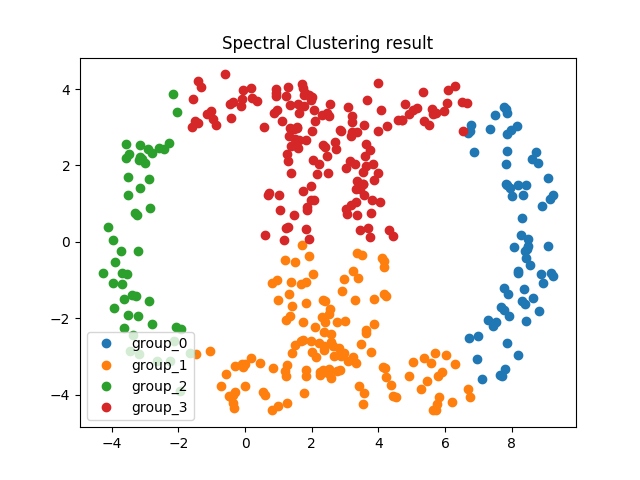 Spectral Clustering result
4
2
0
−2
−4
group_0
group_1
group_2
group_3
−4 −2 0 2 4 6 8